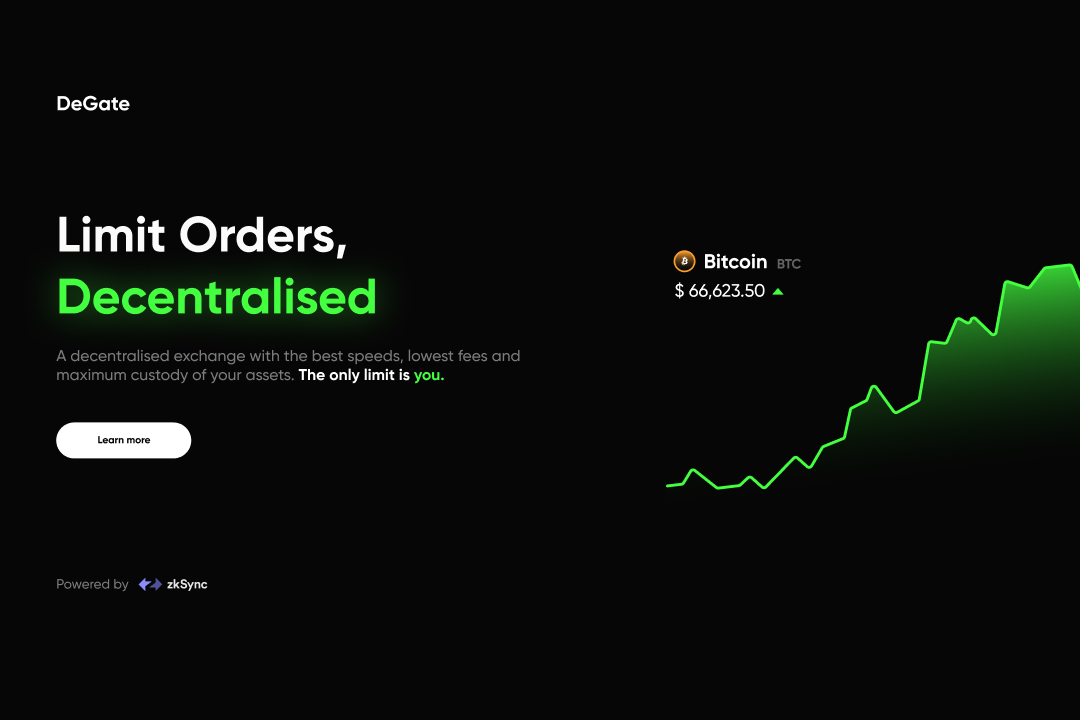 DeGate
Limit Orders,
Decentralised
A decentralised exchange with the best speeds, lowest fees and
maximum custody of your assets. The only limit is you.
Learn more
Powered by zkSync
Bitcoin BTC
$ 66,623.50